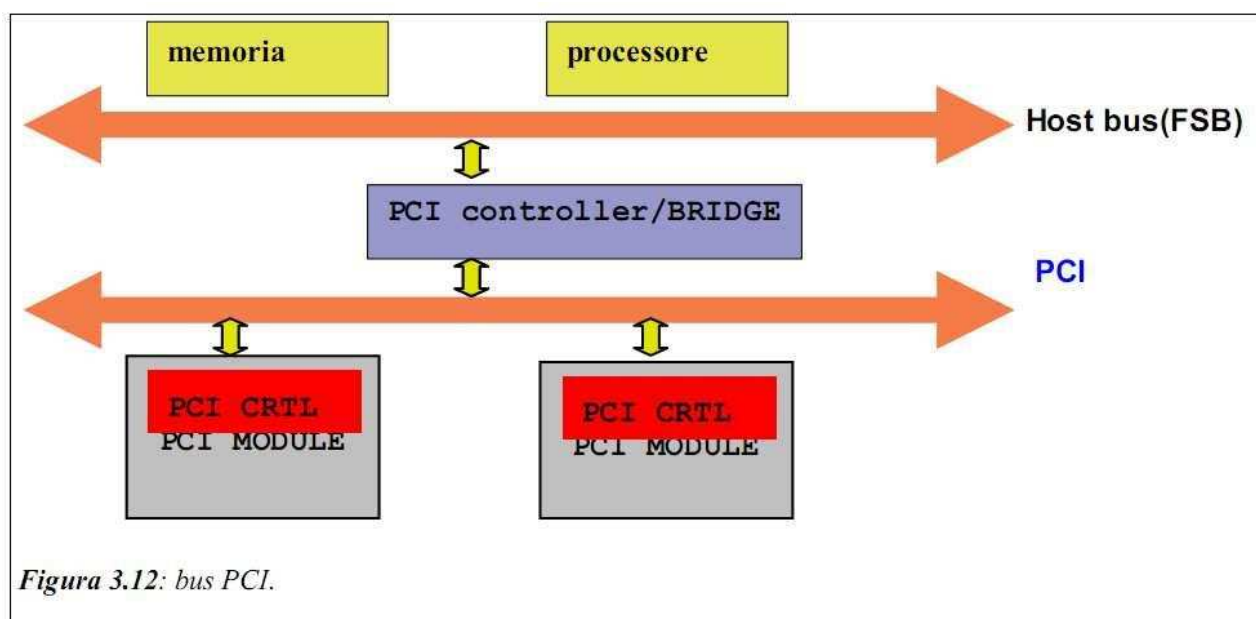 memoria
processore
Host bus(FSB)
PCI controller/BRIDGE
PCI
PCI CRTL
PCI MODULE
PCI CRTL
PCI MODULE
Figura 3.12: bus PCI.